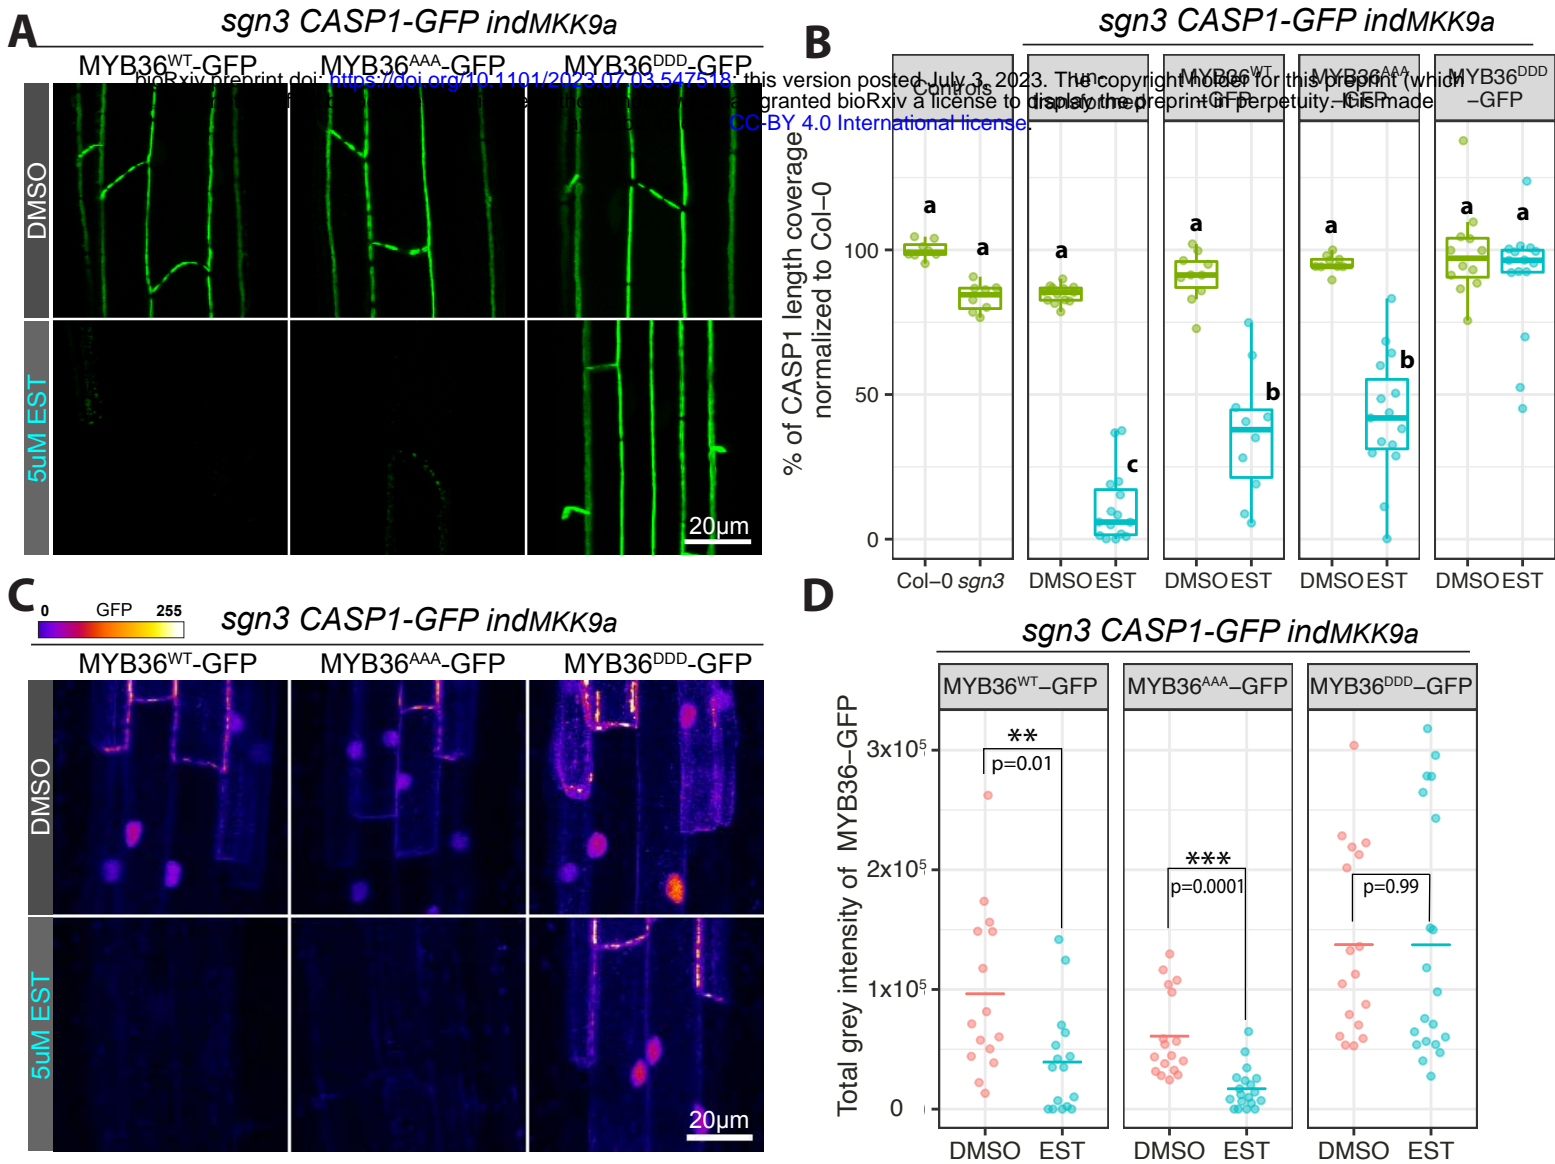 A
sgn3 CASP1-GFP indMKK9a
MYB36WT-GFP
MYB36AAA-GFP
MYB36DDD-GFP
bioRxiv preprint doi: https://doi.org/10.1101/2023.07.03.547518; this version posted July 3, 2023. The copyright holder for this preprint (which
granted bioRxiv a license to display the preprint in perpetuity. It is made
CC-BY 4.0 International license.
DMSO
5uM EST
20µm
B
sgn3 CASP1-GFP indMKK9a
Controls
un-
transformed
MYB36WT
–GFP
MYB36AAA
–GFP
MYB36DDD
–GFP
% of CASP1 length coverage
normalized to Col–0
100
50
0
a
a
a
c
a
b
a
b
a
a
Col–0 sgn3
DMSO EST
DMSO EST
DMSO EST
DMSO EST
C
0 GFP 255
sgn3 CASP1-GFP indMKK9a
MYB36WT-GFP
MYB36AAA-GFP
MYB36DDD-GFP
DMSO
5uM EST
20µm
D
sgn3 CASP1-GFP indMKK9a
MYB36WT–GFP
MYB36AAA–GFP
MYB36DDD–GFP
Total grey intensity of MYB36–GFP
3x10⁵
2x10⁵
1x10⁵
0
**
p=0.01
***
p=0.0001
p=0.99
DMSO EST
DMSO EST
DMSO EST